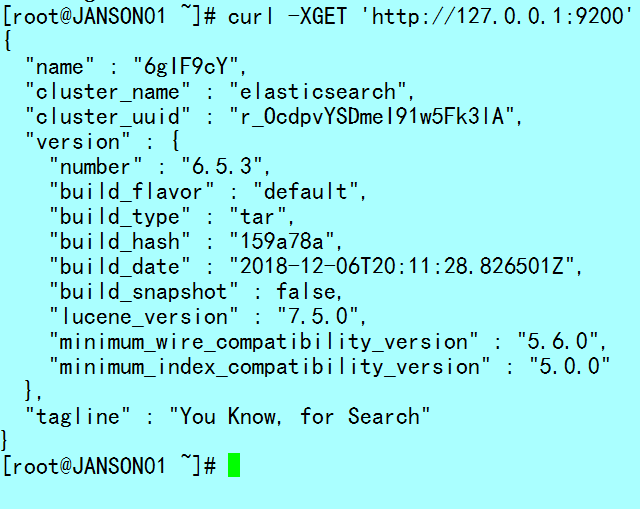 [root@JANSON01 ~]# curl -XGET 'http://127.0.0.1:9200'
{
  "name" : "6gIF9cY",
  "cluster_name" : "elasticsearch",
  "cluster_uuid" : "r_OcdpvYSDmeI91w5Fk3lA",
  "version" : {
    "number" : "6.5.3",
    "build_flavor" : "default",
    "build_type" : "tar",
    "build_hash" : "159a78a",
    "build_date" : "2018-12-06T20:11:28.826501Z",
    "build_snapshot" : false,
    "lucene_version" : "7.5.0",
    "minimum_wire_compatibility_version" : "5.6.0",
    "minimum_index_compatibility_version" : "5.0.0"
  },
  "tagline" : "You Know, for Search"
}
[root@JANSON01 ~]#